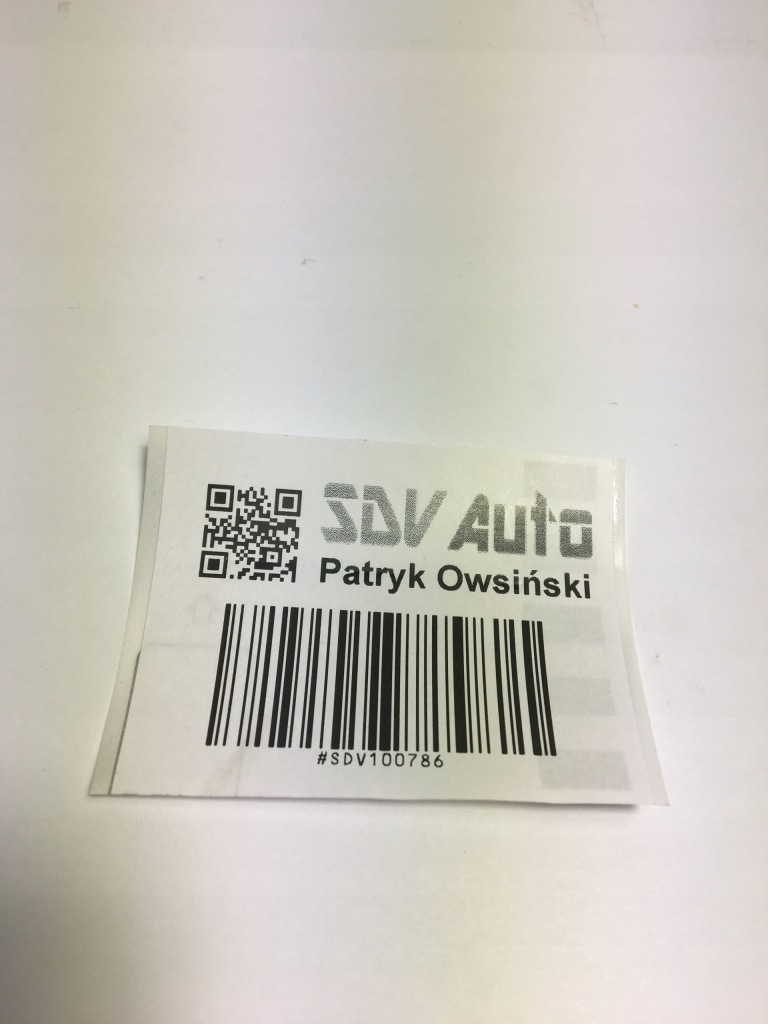 SDV Auto
Patryk Owsiński
#SDV100786